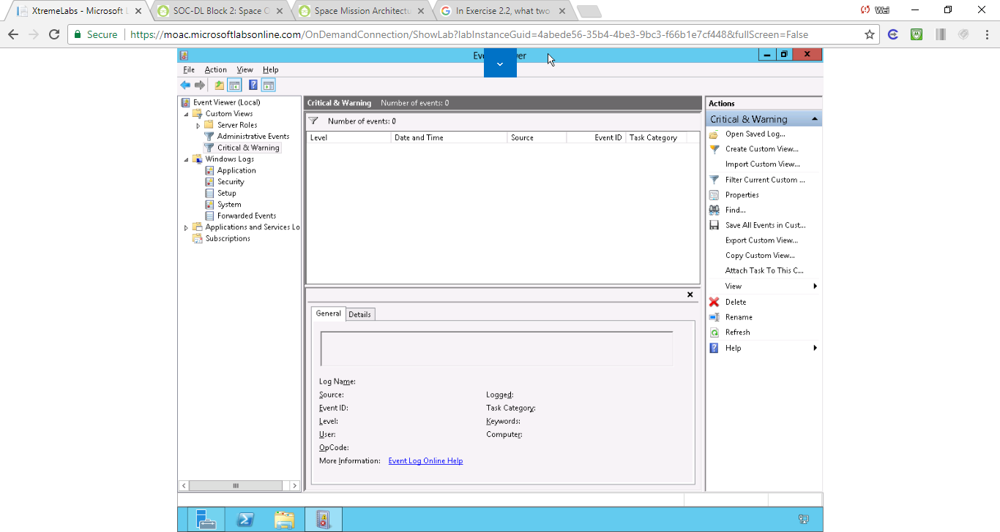 XtremeLabs - Microsoft L
SOC-DL Block 2: Space O
Space Mission Architectu
In Exercise 2.2, what two
Wei
Secure
https://moac.microsoftlabsonline.com/OnDemandConnection/ShowLab?labInstanceGuid=4abede56-35b4-4be3-9bc3-f66b1e7cf448&fullScreen=False
File Action View Help
Event Viewer (Local)
Custom Views
Server Roles
Administrative Events
Critical & Warning
Windows Logs
Application
Security
Setup
System
Forwarded Events
Applications and Services Lo
Subscriptions
Critical & Warning Number of events: 0
Number of events: 0
Level Date and Time Source Event ID Task Category
General Details
Log Name:
Source: Logged:
Event ID: Task Category:
Level: Keywords:
User: Computer:
OpCode:
More Information: Event Log Online Help
Actions
Critical & Warning
Open Saved Log...
Create Custom View...
Import Custom View...
Filter Current Custom ...
Properties
Find...
Save All Events in Cust...
Export Custom View...
Copy Custom View...
Attach Task To This C...
View
Delete
Rename
Refresh
Help